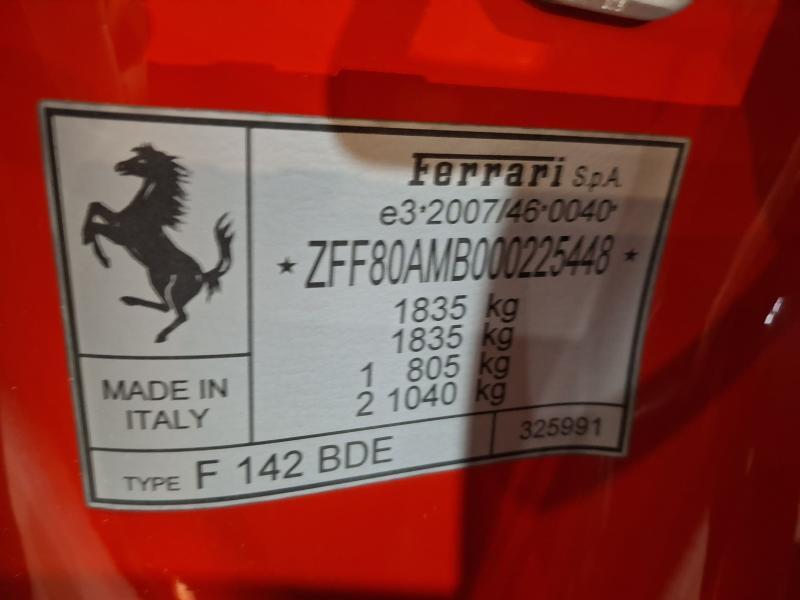 Ferrari S.p.A.
e3*2007/46*0040*
★ ZFF80AMB000225448 ★
1835 kg
1835 kg
1 805 kg
2 1040 kg
MADE IN
ITALY
TYPE F 142 BDE
325991